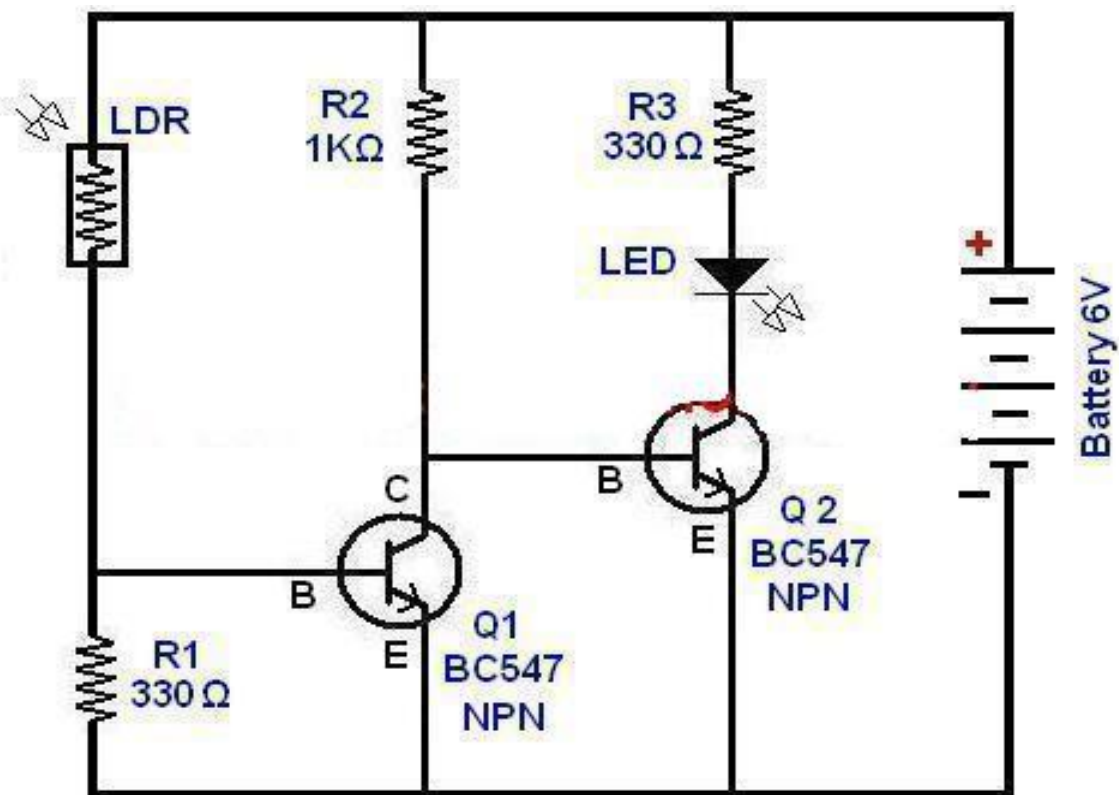 LDR
R2
1KΩ
R3
330 Ω
LED
+
Battery 6V
C
B
E
Q1
BC547
NPN
B
E
Q 2
BC547
NPN
-
R1
330 Ω